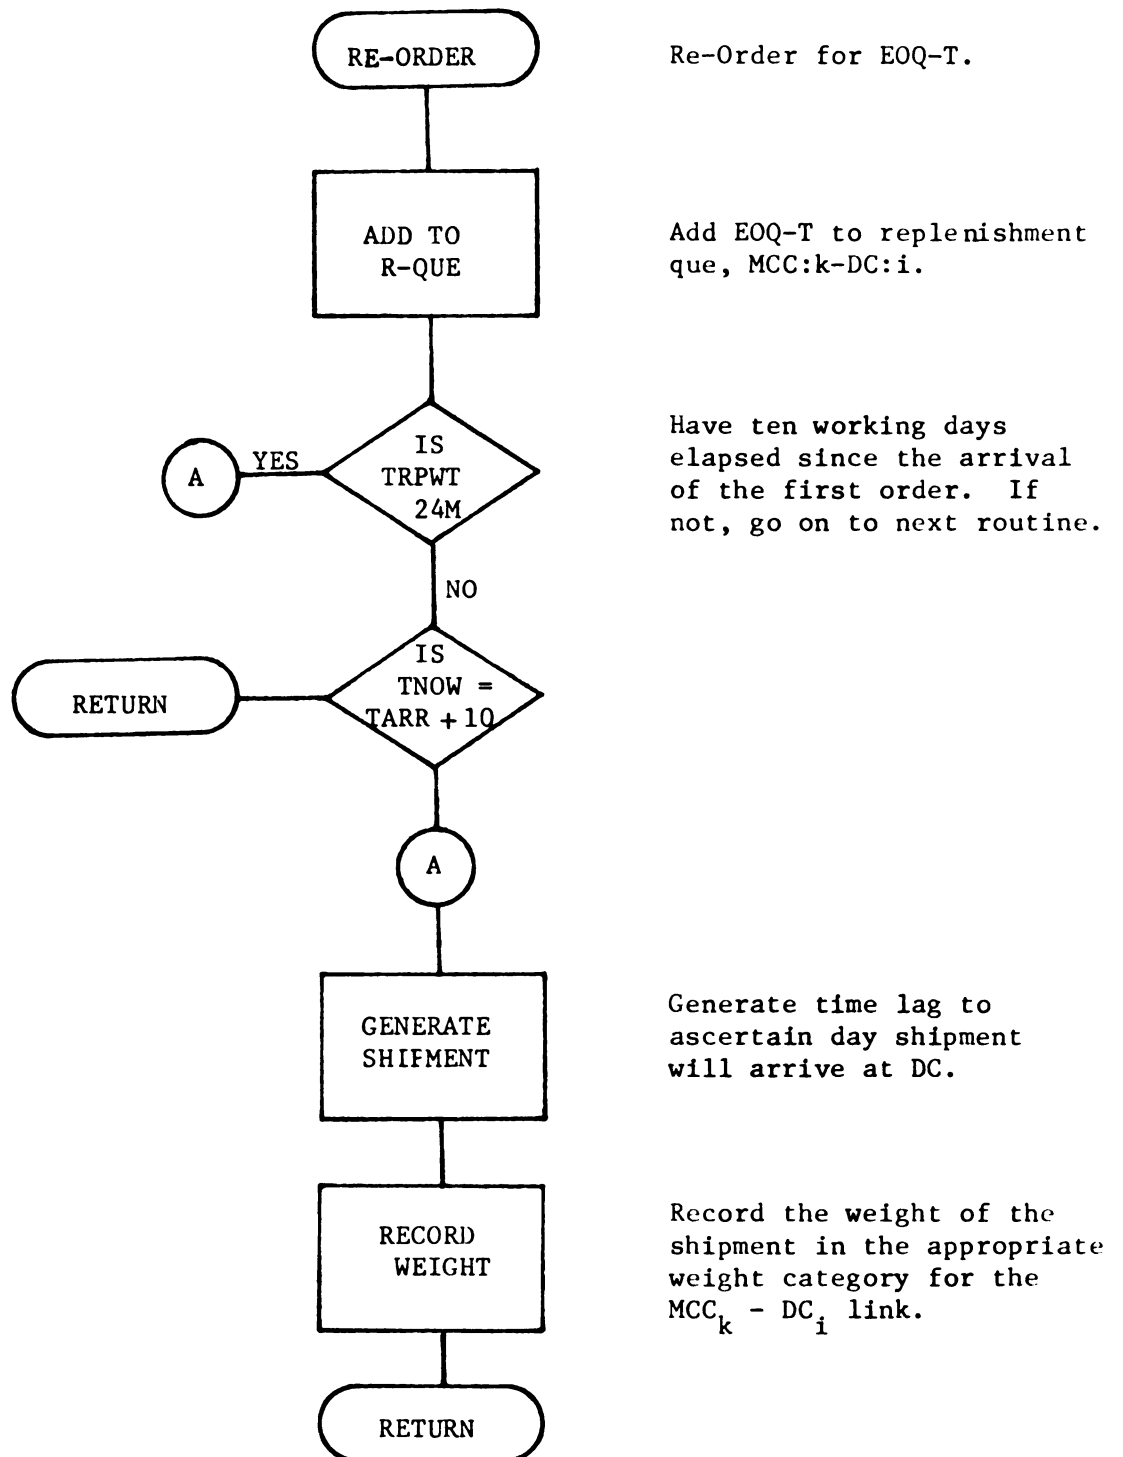 RE-ORDER
Re-Order for EOQ-T.
ADD TO
R-QUE
Add EOQ-T to replenishment
que, MCC:k-DC:i.
IS
TRPWT
24M
YES
A
Have ten working days
elapsed since the arrival
of the first order. If
not, go on to next routine.
NO
IS
TNOW =
TARR + 10
RETURN
A
GENERATE
SHIPMENT
Generate time lag to
ascertain day shipment
will arrive at DC.
RECORD
WEIGHT
Record the weight of the
shipment in the appropriate
weight category for the
MCCk - DCi link.
RETURN